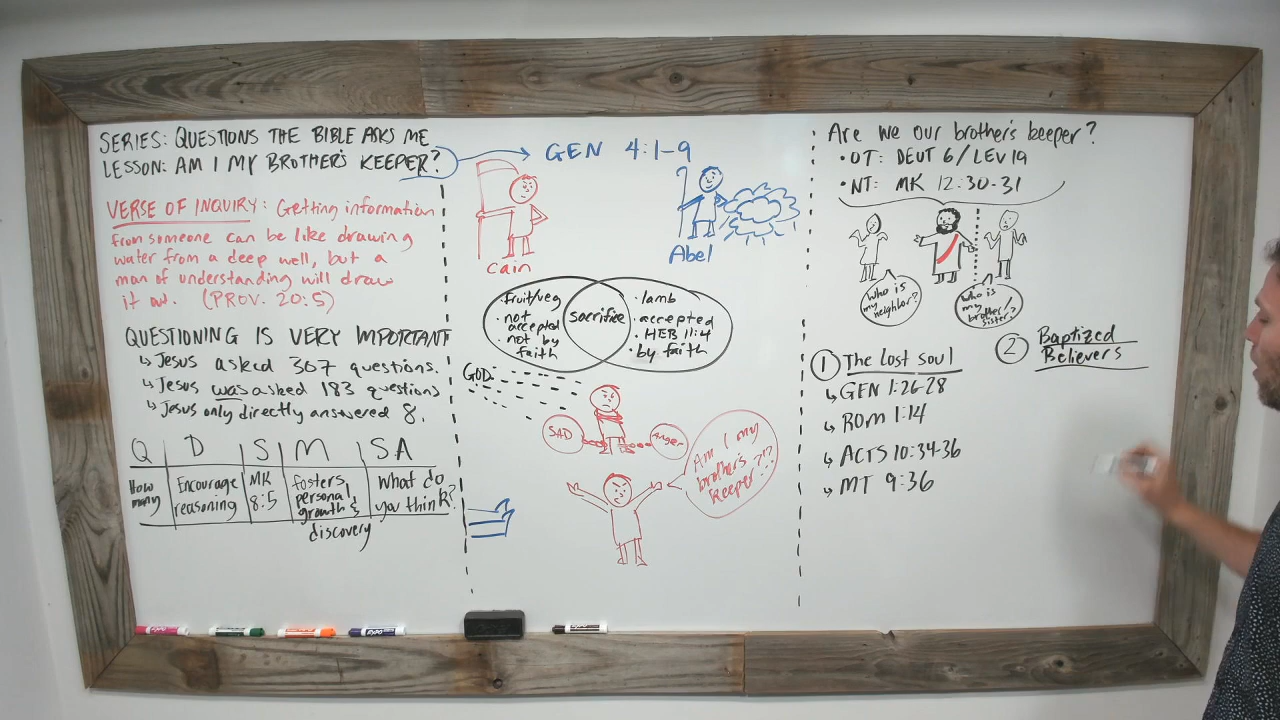 SERIES: QUESTIONS THE BIBLE ASKS ME
LESSON: AM I MY BROTHER'S KEEPER?
VERSE OF INQUIRY: Getting information
from someone can be like drawing
water from a deep well, but a
man of understanding will draw
it out. (PROV. 20:5)
QUESTIONING IS VERY IMPORTANT
↳ Jesus asked 307 questions.
↳ Jesus was asked 183 questions
↳ Jesus only directly answered 8.
Q D S M SA
How many
Encourage reasoning
MK 8:5
fosters personal growth & discovery
what do you think?
GEN 4:1-9
Cain
Abel
• fruit/veg
• not accepted
• not by faith
sacrifice
• lamb
• accepted
• HEB 11:4
• by faith
GOD
SAD
anger
Am I my
brother's
keeper?!?
Are we our brother's keeper?
• OT: DEUT 6/LEV 19
• NT: MK 12:30-31
who is
my
neighbor?
who is
my
brother/
sister?
1 The lost soul
↳ GEN 1:26-28
↳ ROM 1:14
↳ ACTS 10:34-36
↳ MT 9:36
2 Baptized
Believers
EXPO